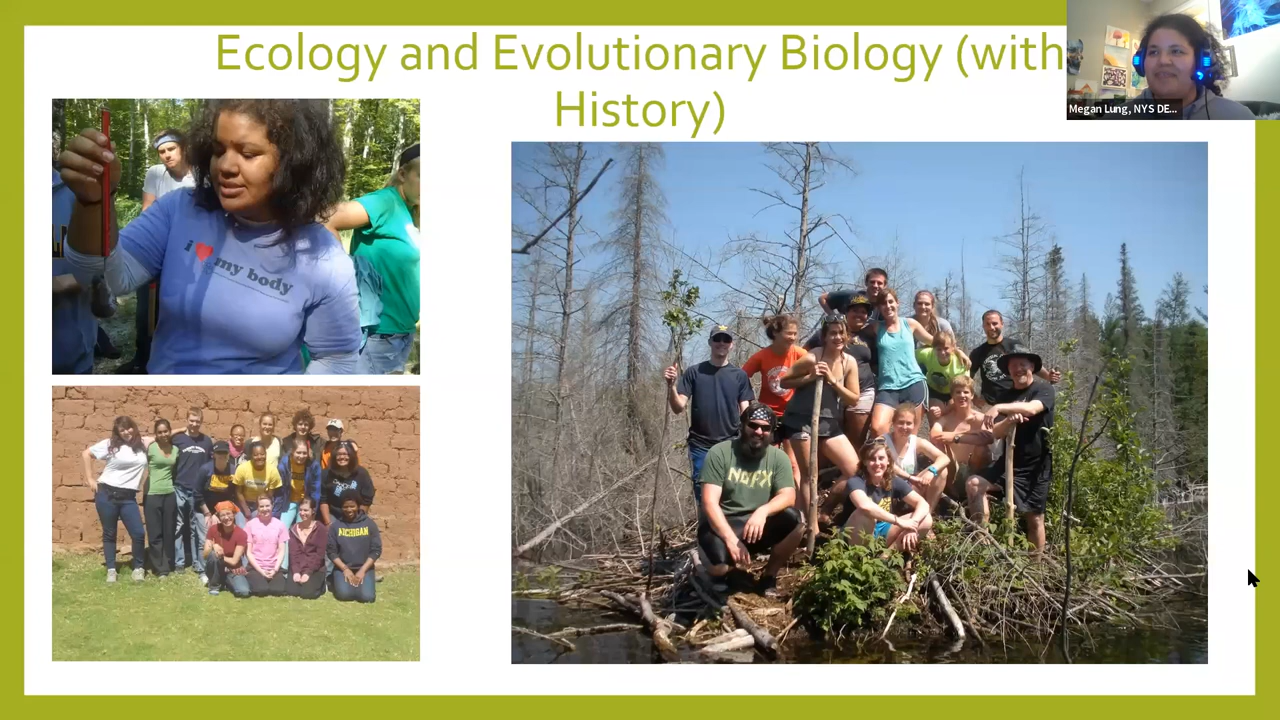 Ecology and Evolutionary Biology (with
History)
Megan Lung, NYS DE...
i my body
NOFX
MICHIGAN